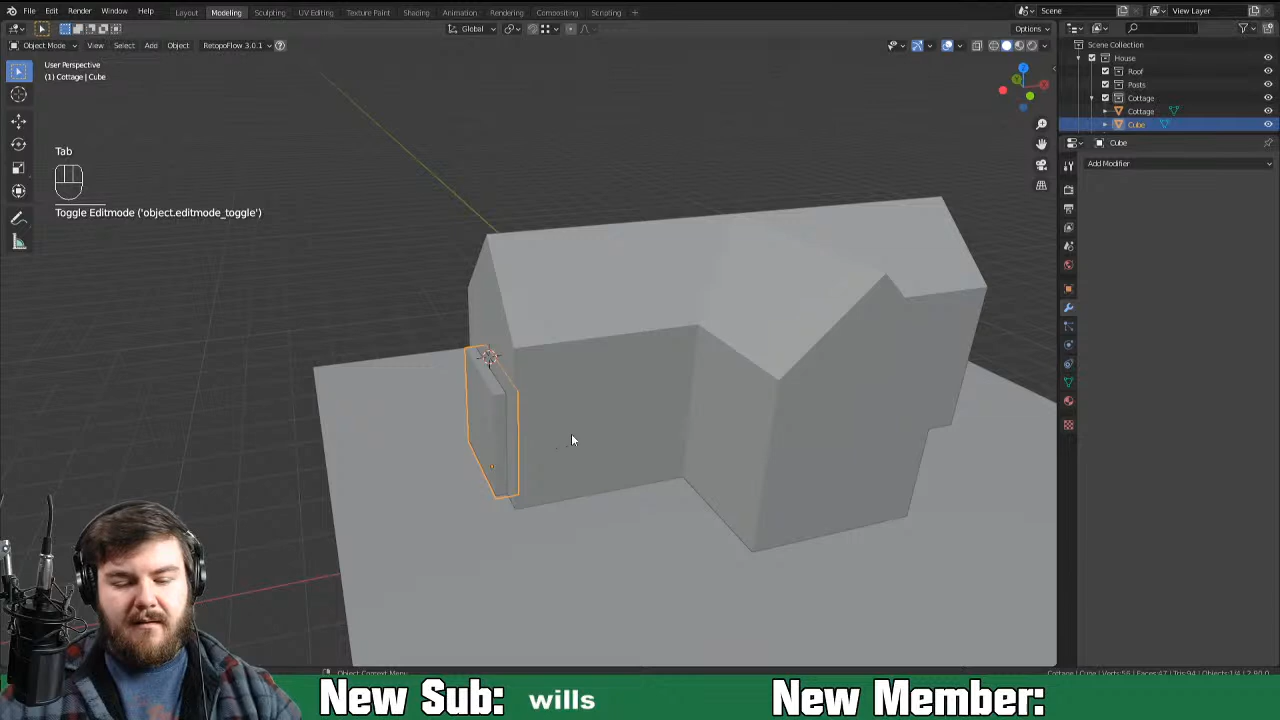 File Edit Render Window Help Layout Modeling Sculpting UV Editing Texture Paint Shading Animation Rendering Compositing Scripting + Scene View Layer
Global Options
Object Mode View Select Add Object RetopoFlow 3.0.1
User Perspective
(1) Cottage | Cube
Scene Collection
House
Roof
Posts
Cottage
Cottage
Cube
Cube
Add Modifier
Tab
Toggle Editmode ('object.editmode_toggle')
Object Context Menu
New Sub: wills New Member: